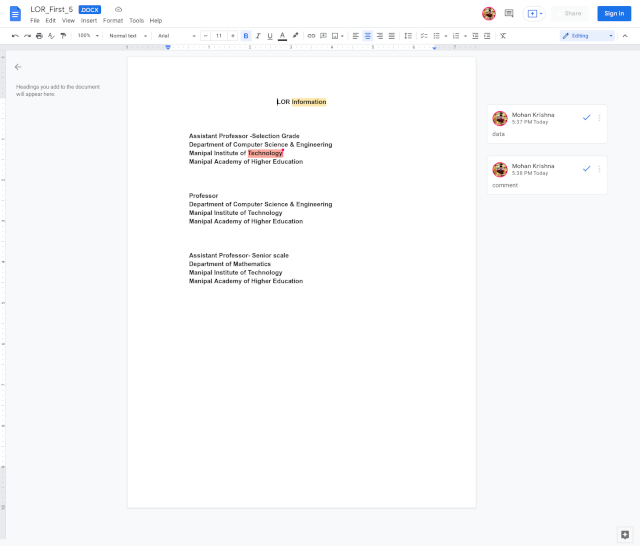 LOR_First_5 .DOCX
File Edit View Insert Format Tools Help
Share
Sign in
100% Normal text Arial 11 B I U A Editing
Headings you add to the document
will appear here.
LOR Information
Assistant Professor -Selection Grade
Department of Computer Science & Engineering
Manipal Institute of Technology
Manipal Academy of Higher Education
Professor
Department of Computer Science & Engineering
Manipal Institute of Technology
Manipal Academy of Higher Education
Assistant Professor- Senior scale
Department of Mathematics
Manipal Institute of Technology
Manipal Academy of Higher Education
Mohan Krishna
5:37 PM Today
data
Mohan Krishna
5:38 PM Today
comment